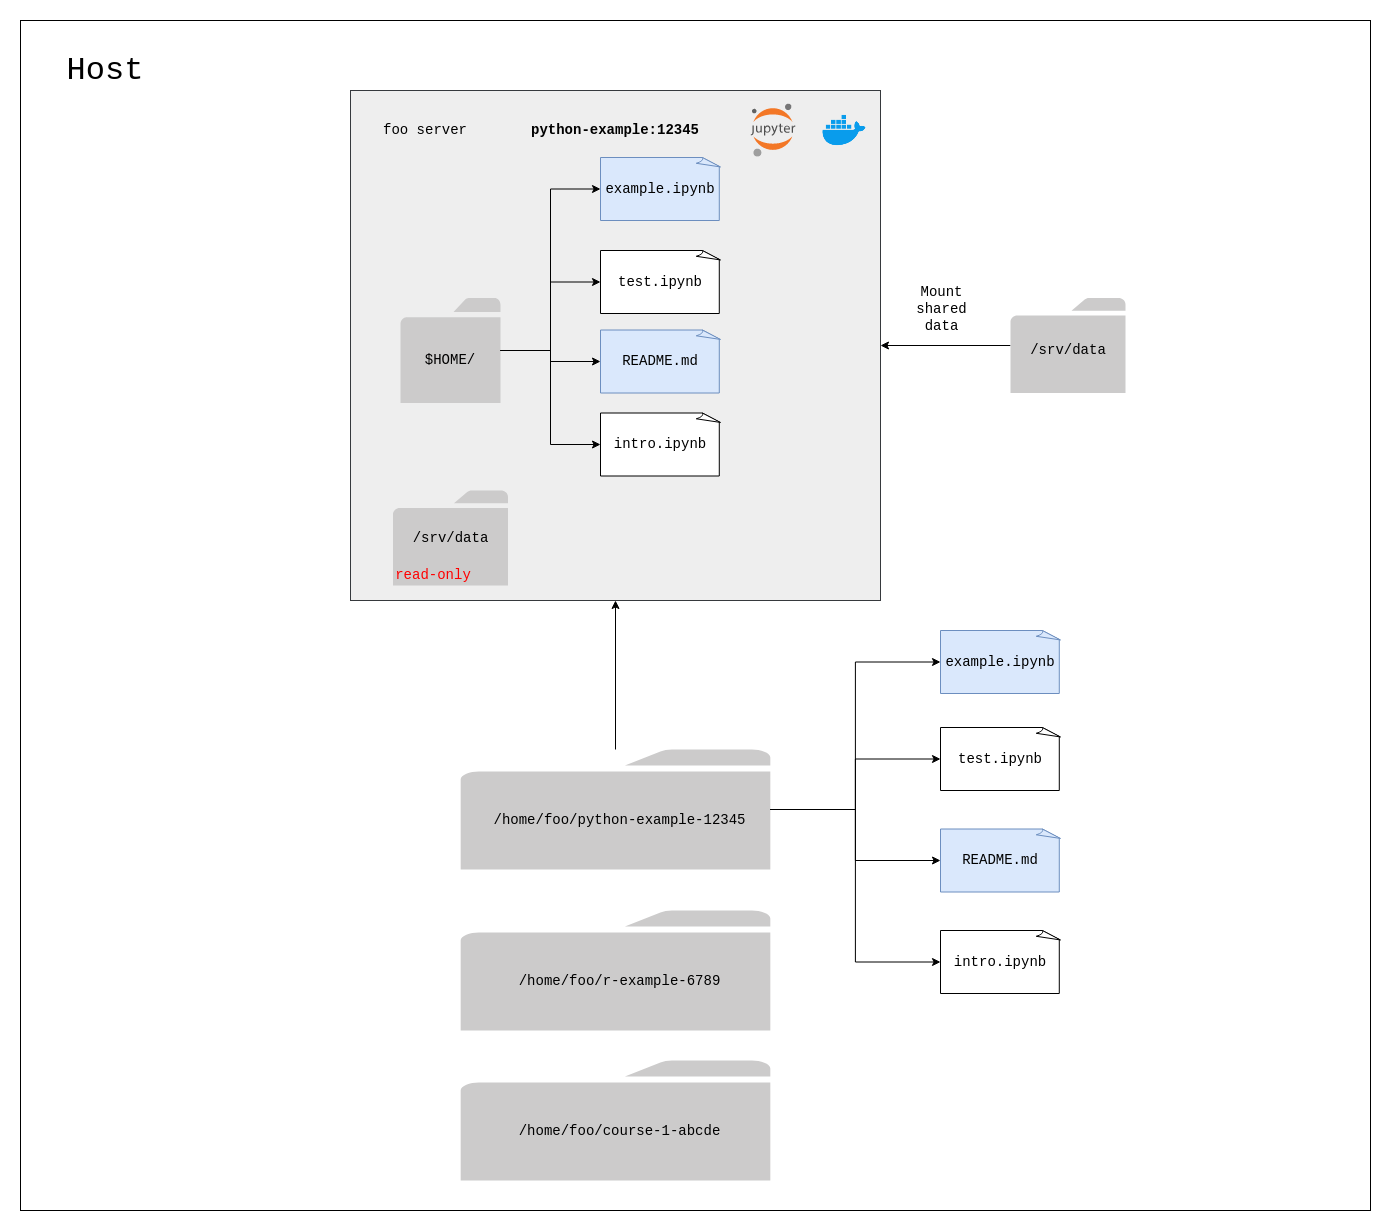 Host
foo server
python-example:12345
jupyter
example.ipynb
test.ipynb
$HOME/
README.md
intro.ipynb
/srv/data
read-only
Mount
shared
data
/srv/data
example.ipynb
test.ipynb
/home/foo/python-example-12345
README.md
intro.ipynb
/home/foo/r-example-6789
/home/foo/course-1-abcde